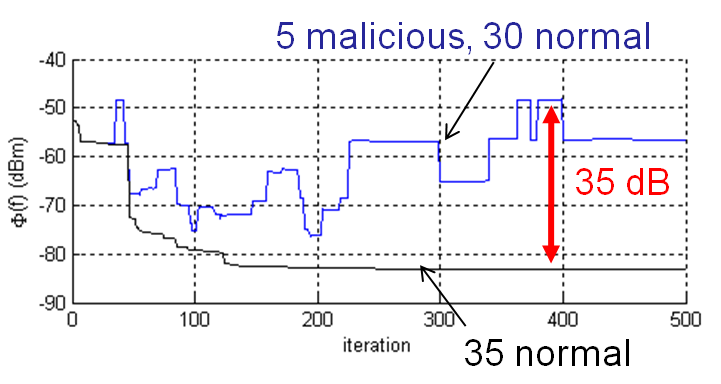 5 malicious, 30 normal
-40
-50
-60
-70
-80
-90
Φ(f) (dBm)
35 dB
0
100
200
300
400
500
iteration
35 normal